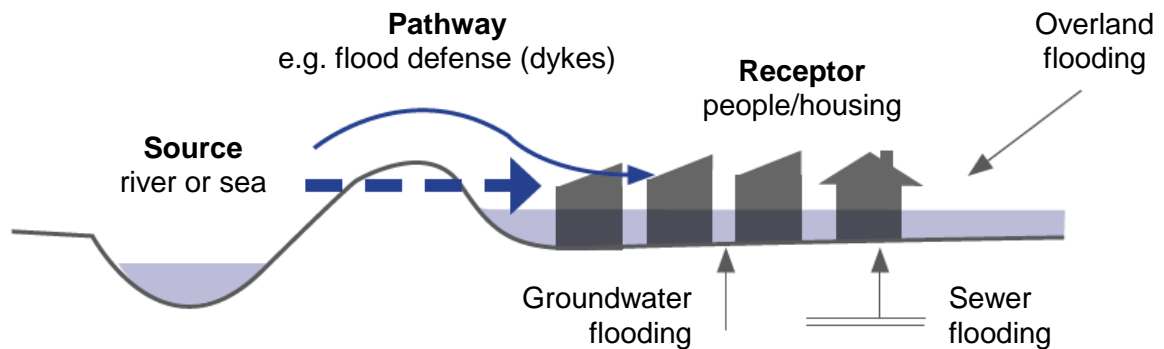 Pathway
e.g. flood defense (dykes)
Overland
flooding
Receptor
people/housing
Source
river or sea
Groundwater
flooding
Sewer
flooding